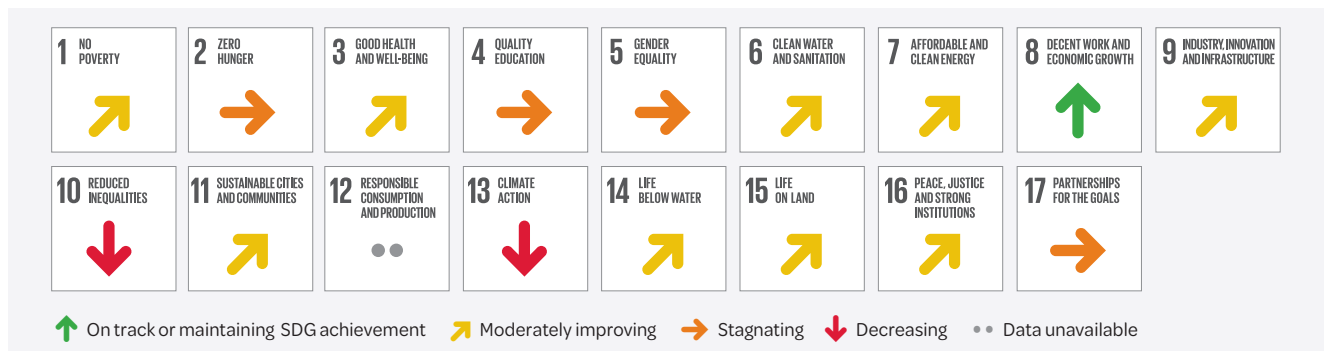 1 NO
POVERTY
2 ZERO
HUNGER
3 GOOD HEALTH
AND WELL-BEING
4 QUALITY
EDUCATION
5 GENDER
EQUALITY
6 CLEAN WATER
AND SANITATION
7 AFFORDABLE AND
CLEAN ENERGY
8 DECENT WORK AND
ECONOMIC GROWTH
9 INDUSTRY, INNOVATION
AND INFRASTRUCTURE
10 REDUCED
INEQUALITIES
11 SUSTAINABLE CITIES
AND COMMUNITIES
12 RESPONSIBLE
CONSUMPTION
AND PRODUCTION
13 CLIMATE
ACTION
14 LIFE
BELOW WATER
15 LIFE
ON LAND
16 PEACE, JUSTICE
AND STRONG
INSTITUTIONS
17 PARTNERSHIPS
FOR THE GOALS
On track or maintaining SDG achievement Moderately improving Stagnating Decreasing Data unavailable